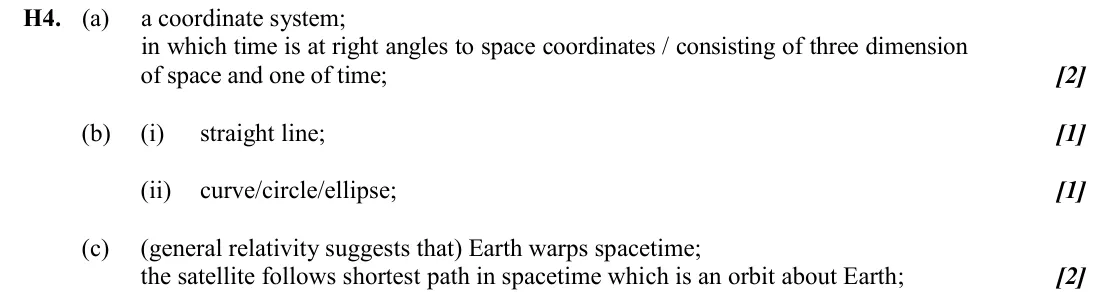 H4. (a) a coordinate system;
in which time is at right angles to space coordinates / consisting of three dimension
of space and one of time; [2]
(b) (i) straight line; [1]
(ii) curve/circle/ellipse; [1]
(c) (general relativity suggests that) Earth warps spacetime;
the satellite follows shortest path in spacetime which is an orbit about Earth; [2]